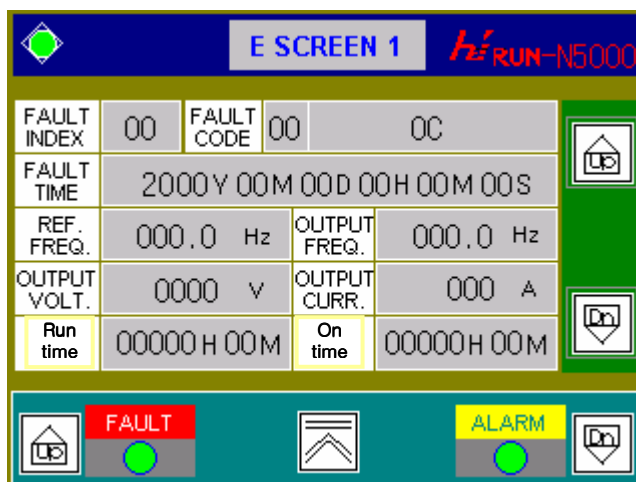 E SCREEN 1
hi RUN-N5000
FAULT INDEX 00 FAULT CODE 00 0C
Up
FAULT TIME 2000Y 00M 00D 00H 00M 00S
REF. FREQ. 000.0 Hz OUTPUT FREQ. 000.0 Hz
OUTPUT VOLT. 0000 V OUTPUT CURR. 000 A
Dn
Run time 00000H 00M On time 00000H 00M
Up
FAULT
ALARM
Dn